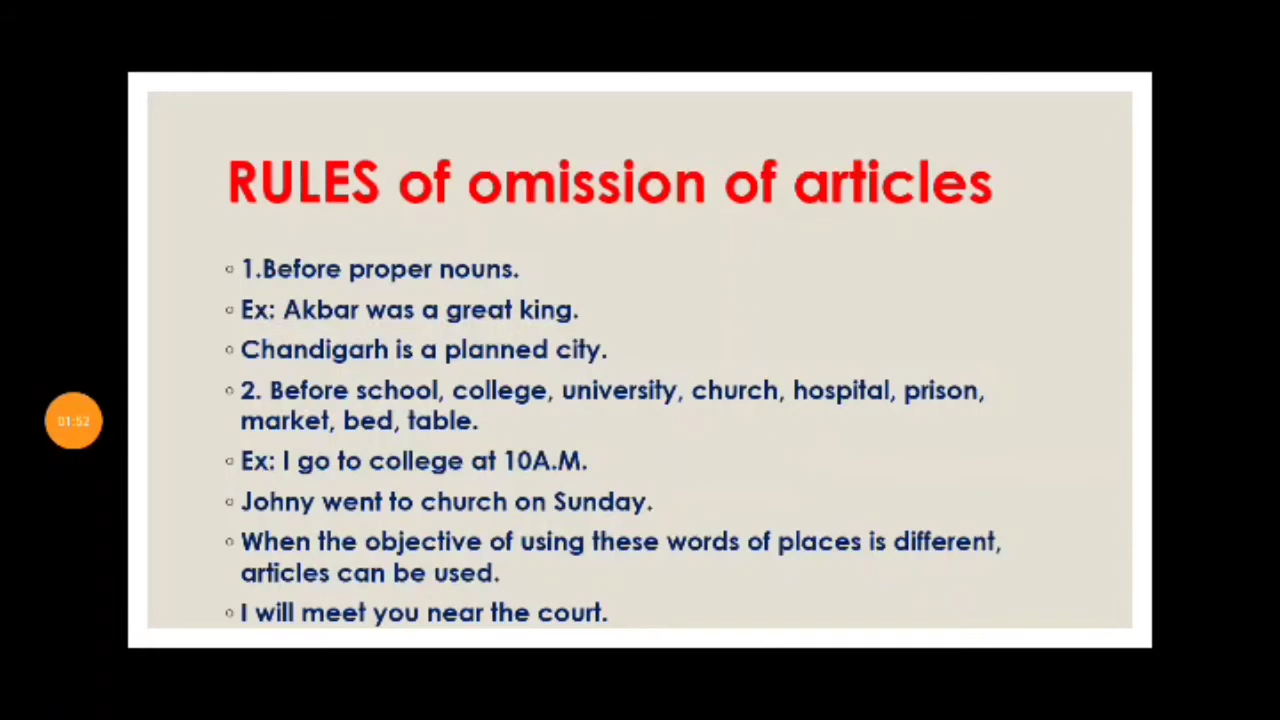 RULES of omission of articles
◦ 1.Before proper nouns.
◦ Ex: Akbar was a great king.
◦ Chandigarh is a planned city.
◦ 2. Before school, college, university, church, hospital, prison,
market, bed, table.
◦ Ex: I go to college at 10A.M.
01:52
◦ Johny went to church on Sunday.
◦ When the objective of using these words of places is different,
articles can be used.
◦ I will meet you near the court.